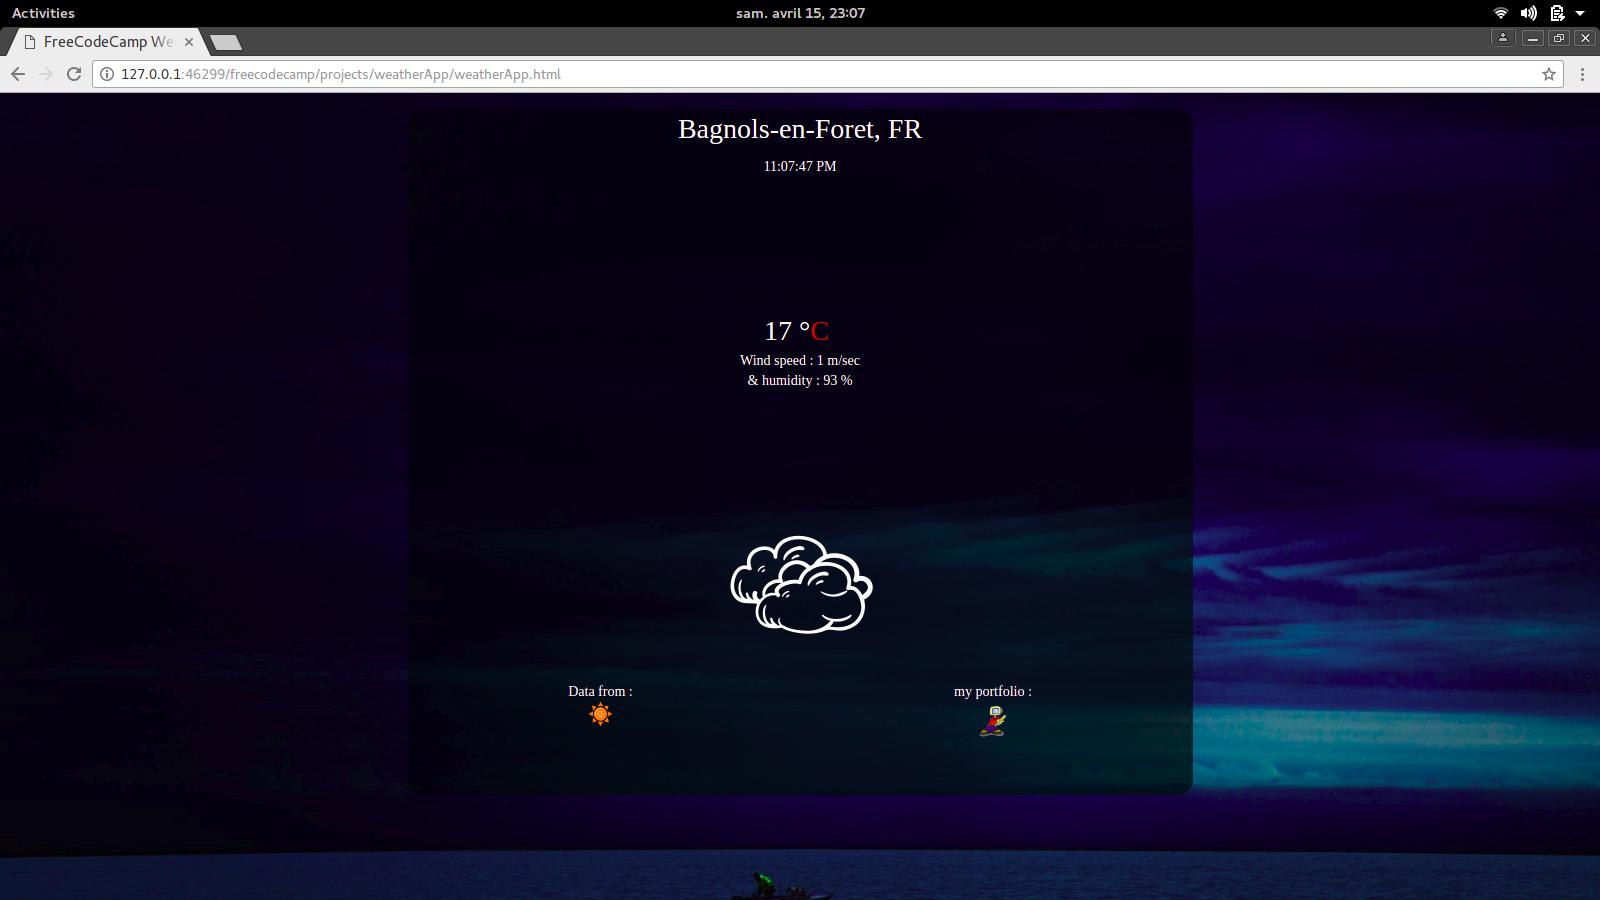 Activities
sam. avril 15, 23:07
FreeCodeCamp We
127.0.0.1:46299/freecodecamp/projects/weatherApp/weatherApp.html
Bagnols-en-Foret, FR
11:07:47 PM
17 °C
Wind speed : 1 m/sec
& humidity : 93 %
Data from :
my portfolio :